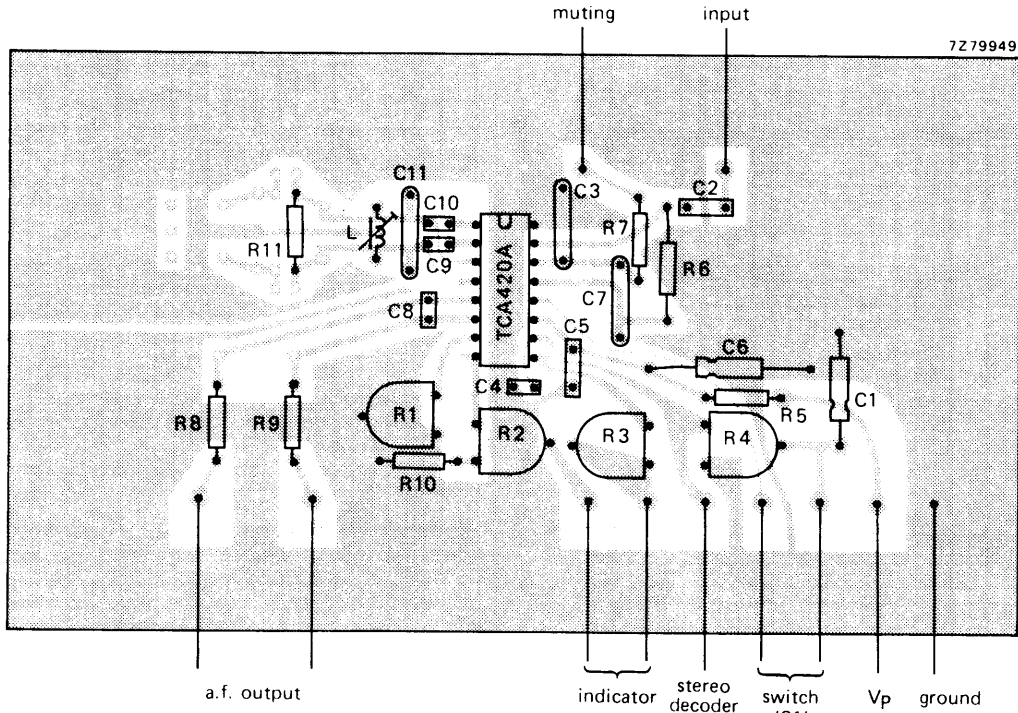 muting input
7Z79949
C11
C10
C3
C2
L
R11
R7
C9
R6
TCA420A
C7
C8
C5
C6
C4
R5
C1
R8
R9
R1
R2
R3
R4
R10
a.f. output
indicator
stereo
decoder
switch
Vp
ground